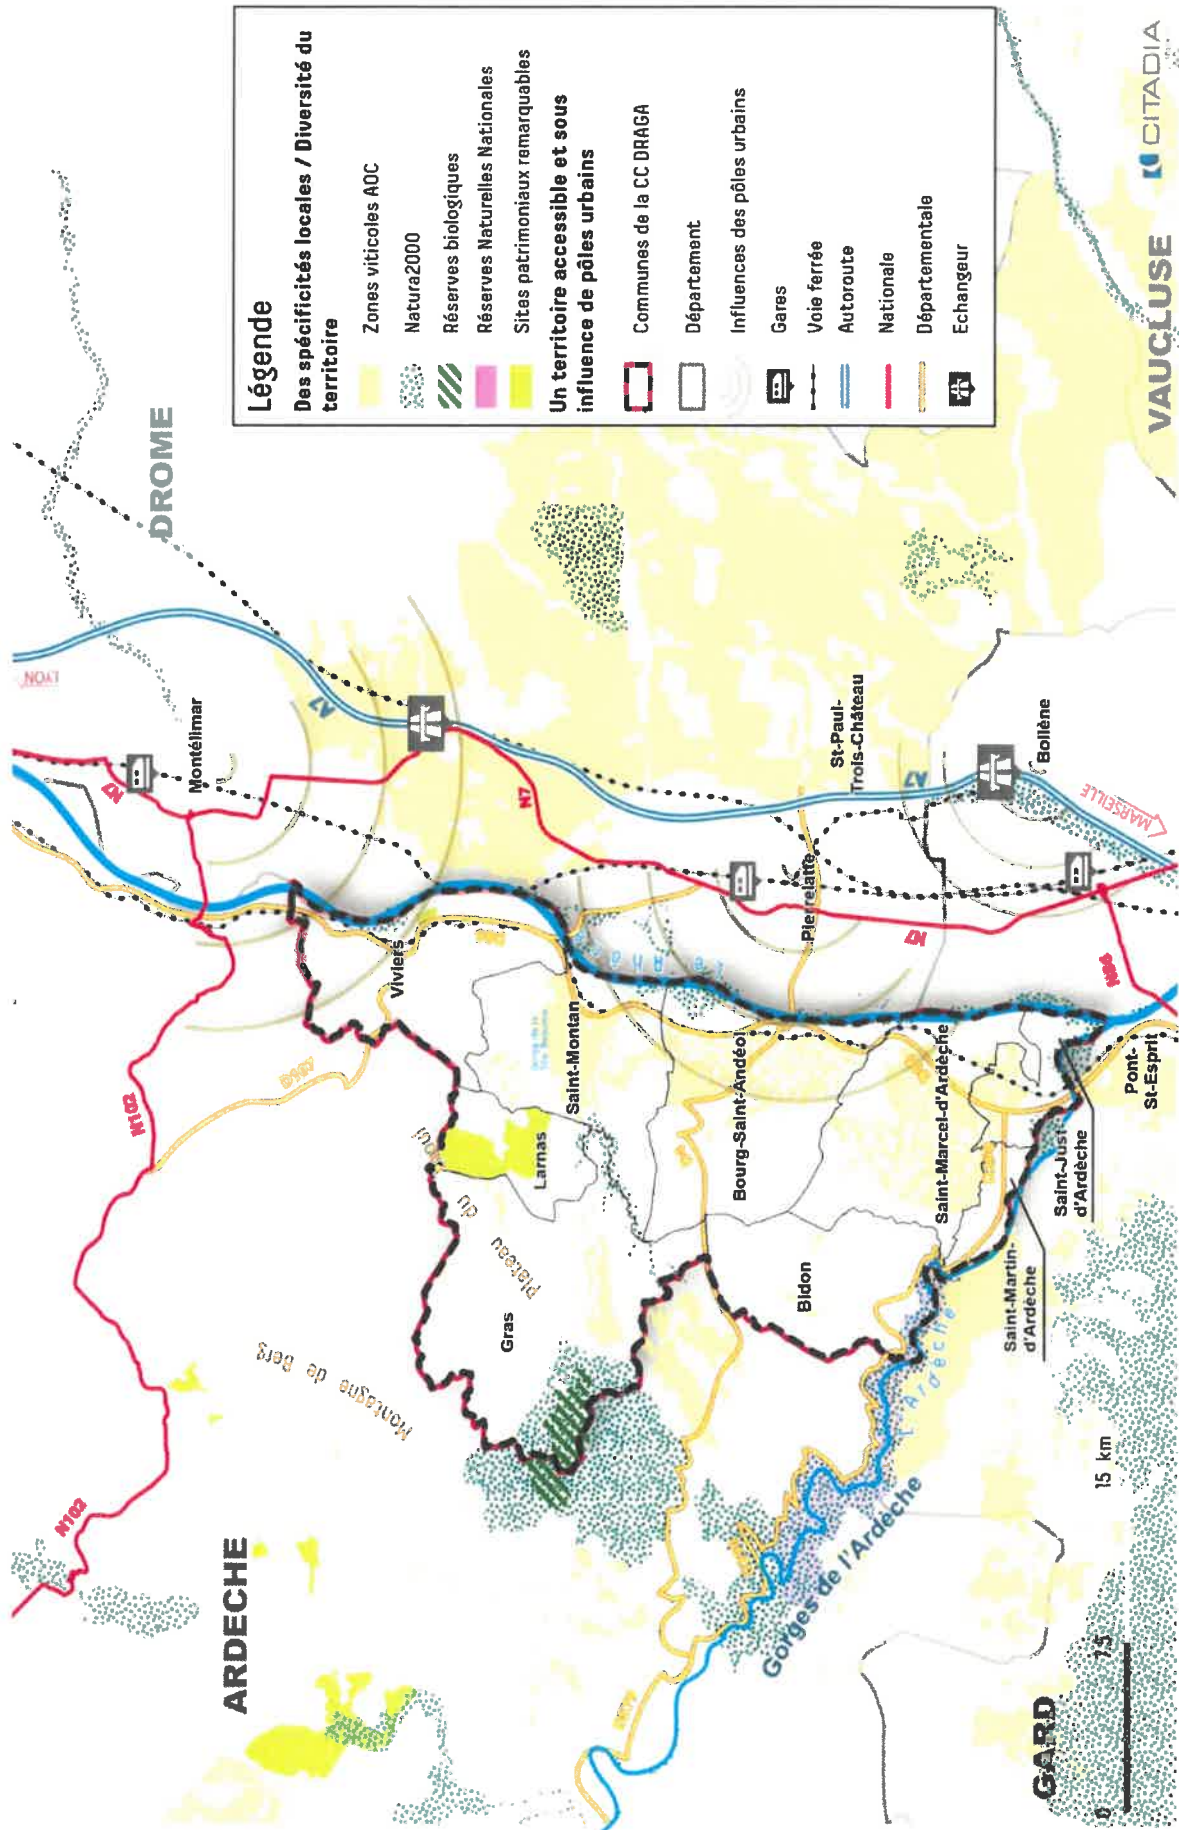 Légende
Des spécificités locales / Diversité du
territoire
Zones viticoles AOC
Natura2000
Réserves biologiques
Réserves Naturelles Nationales
Sites patrimoniaux remarquables
Un territoire accessible et sous
influence de pôles urbains
Communes de la CC DRAGA
Département
Influences des pôles urbains
Gares
Voie ferrée
Autoroute
Nationale
Départementale
Echangeur
ARDECHE
DROME
VAUCLUSE
GARD
CITADIA
LYON
MARSEILLE
Montélimar
A7
N7
N7
N102
N102
Viviers
Montagne de Berg
Plateau
du
Gras
Larnas
Saint-Montan
Bourg-Saint-Andéol
Bidon
Pierrelatte
St-Paul-
Trois-Château
A7
Bollène
N7
N86
Saint-Marcel-d'Ardèche
Saint-Martin-
d'Ardèche
Saint-Just
d'Ardèche
Pont-
St-Esprit
L'Ardèche
Gorges de l'Ardèche
0
7.5
15 km